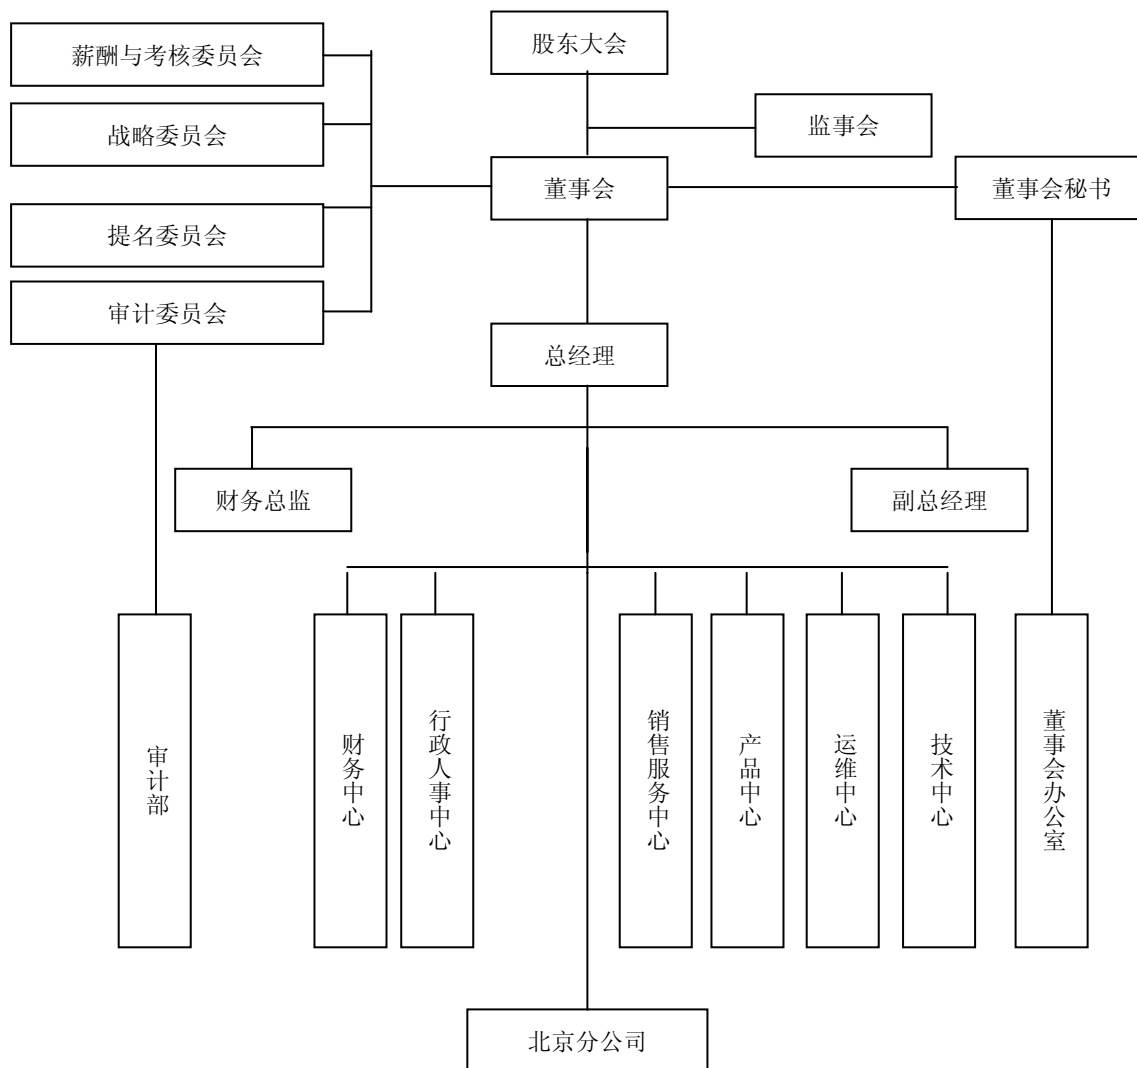 股东大会
薪酬与考核委员会
监事会
战略委员会
董事会
董事会秘书
提名委员会
审计委员会
总经理
财务总监
副总经理
审计部
财务中心
行政人事中心
销售服务中心
产品中心
运维中心
技术中心
董事会办公室
北京分公司